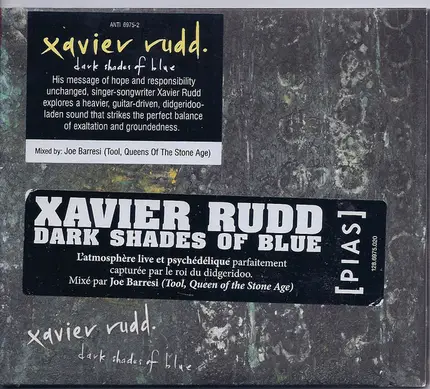 ANTI 6975-2
xavier rudd.
dark shades of blue
His message of hope and responsibility
unchanged, singer-songwriter Xavier Rudd
explores a heavier, guitar-driven, didgeridoo-
laden sound that strikes the perfect balance
of exaltation and groundedness.
Mixed by: Joe Barresi (Tool, Queens Of The Stone Age)
XAVIER RUDD
DARK SHADES OF BLUE
L'atmosphère live et psychédélique parfaitement
capturée par le roi du didgeridoo.
Mixé par Joe Barresi (Tool, Queen of the Stone Age)
[PIAS]
128.6975.020
xavier rudd.
dark shades of blue